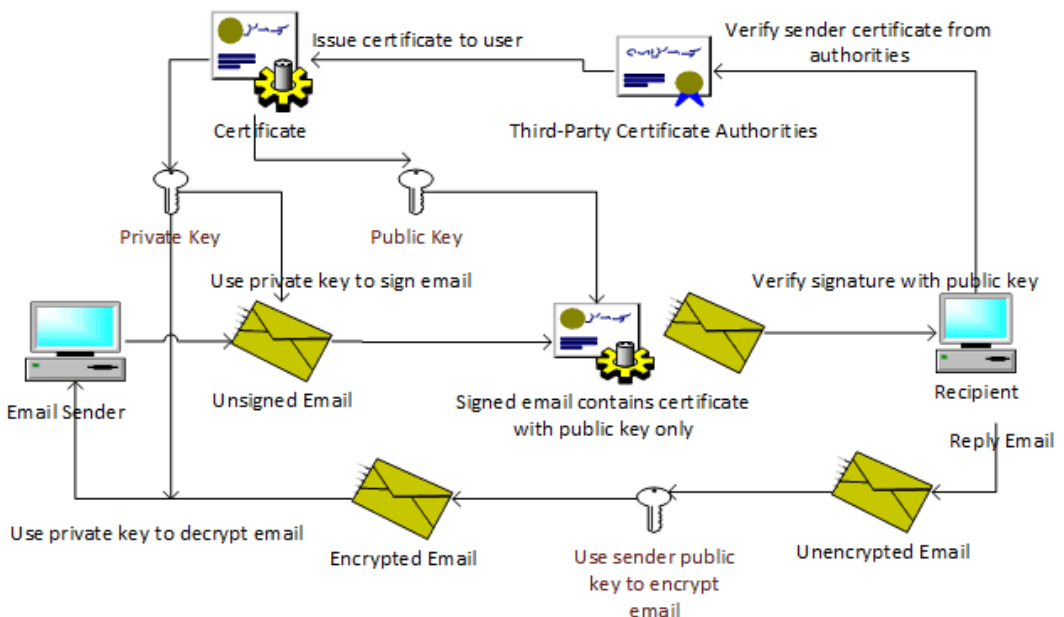 Issue certificate to user
Verify sender certificate from
authorities
Certificate
Third-Party Certificate Authorities
Private Key
Public Key
Use private key to sign email
Verify signature with public key
Email Sender
Unsigned Email
Signed email contains certificate
with public key only
Recipient
Reply Email
Use private key to decrypt email
Encrypted Email
Use sender public
key to encrypt
email
Unencrypted Email